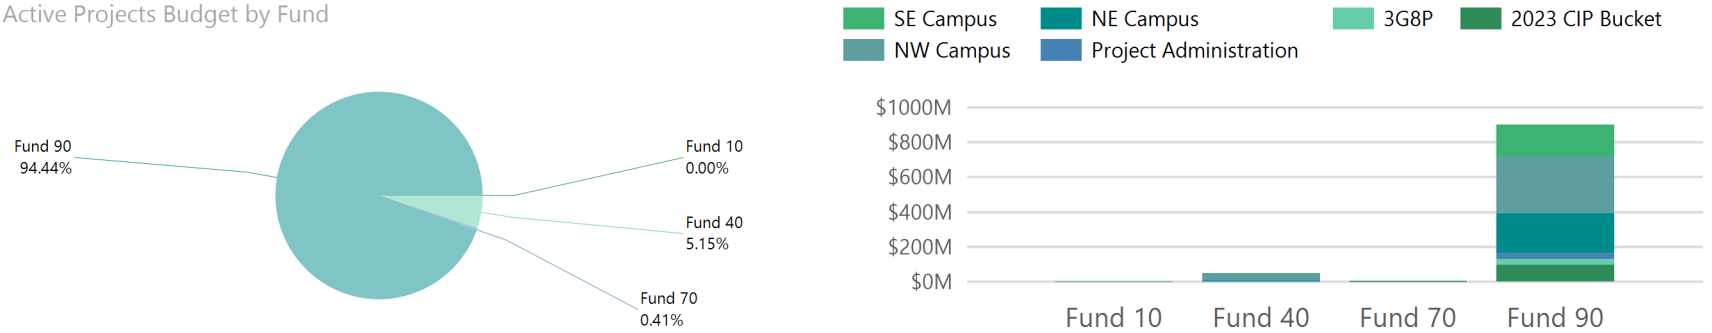 Active Projects Budget by Fund
Fund 90
94.44%
Fund 10
0.00%
Fund 40
5.15%
Fund 70
0.41%
SE Campus NE Campus 3G8P 2023 CIP Bucket
NW Campus Project Administration
$1000M
$800M
$600M
$400M
$200M
$0M
Fund 10 Fund 40 Fund 70 Fund 90